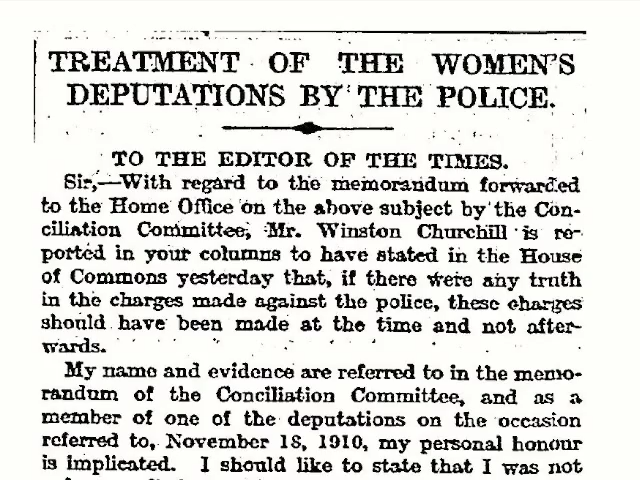 TREATMENT OF THE WOMEN'S
DEPUTATIONS BY THE POLICE.
TO THE EDITOR OF THE TIMES.
Sir,—With regard to the memorandum forwarded
to the Home Office on the above subject by the Con-
ciliation Committee, Mr. Winston Churchill is re-
ported in your columns to have stated in the House
of Commons yesterday that, if there were any truth
in the charges made against the police, these charges
should have been made at the time and not after-
wards.
My name and evidence are referred to in the memo-
randum of the Conciliation Committee, and as a
member of one of the deputations on the occasion
referred to, November 18, 1910, my personal honour
is implicated. I should like to state that I was not